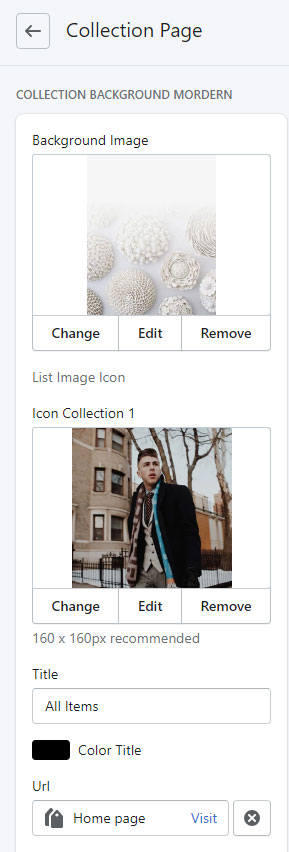 Collection Page
COLLECTION BACKGROUND MORDERN
Background Image
Change Edit Remove
List Image Icon
Icon Collection 1
Change Edit Remove
160 x 160px recommended
Title
All Items
Color Title
Url
Home page Visit